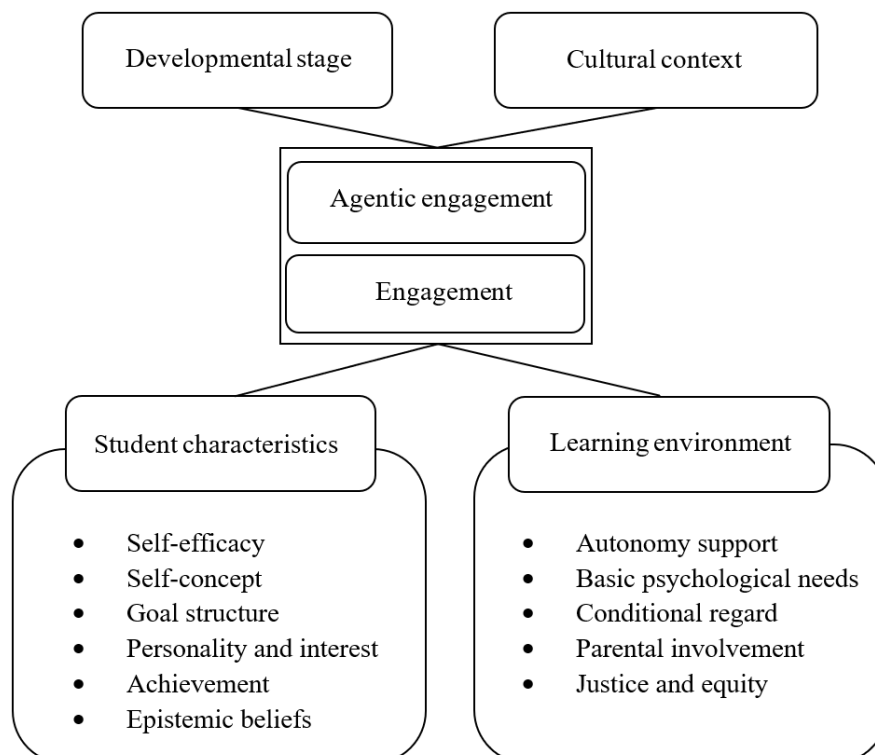 Developmental stage
Cultural context
Agentic engagement
Engagement
Student characteristics
• Self-efficacy
• Self-concept
• Goal structure
• Personality and interest
• Achievement
• Epistemic beliefs
Learning environment
• Autonomy support
• Basic psychological needs
• Conditional regard
• Parental involvement
• Justice and equity